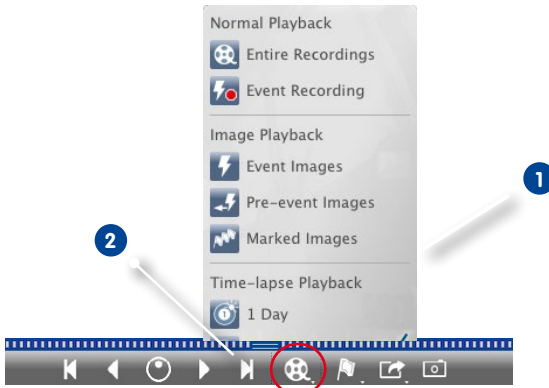 Normal Playback
Entire Recordings
Event Recording
Image Playback
Event Images
Pre-event Images
Marked Images
Time-lapse Playback
1 Day
1
2